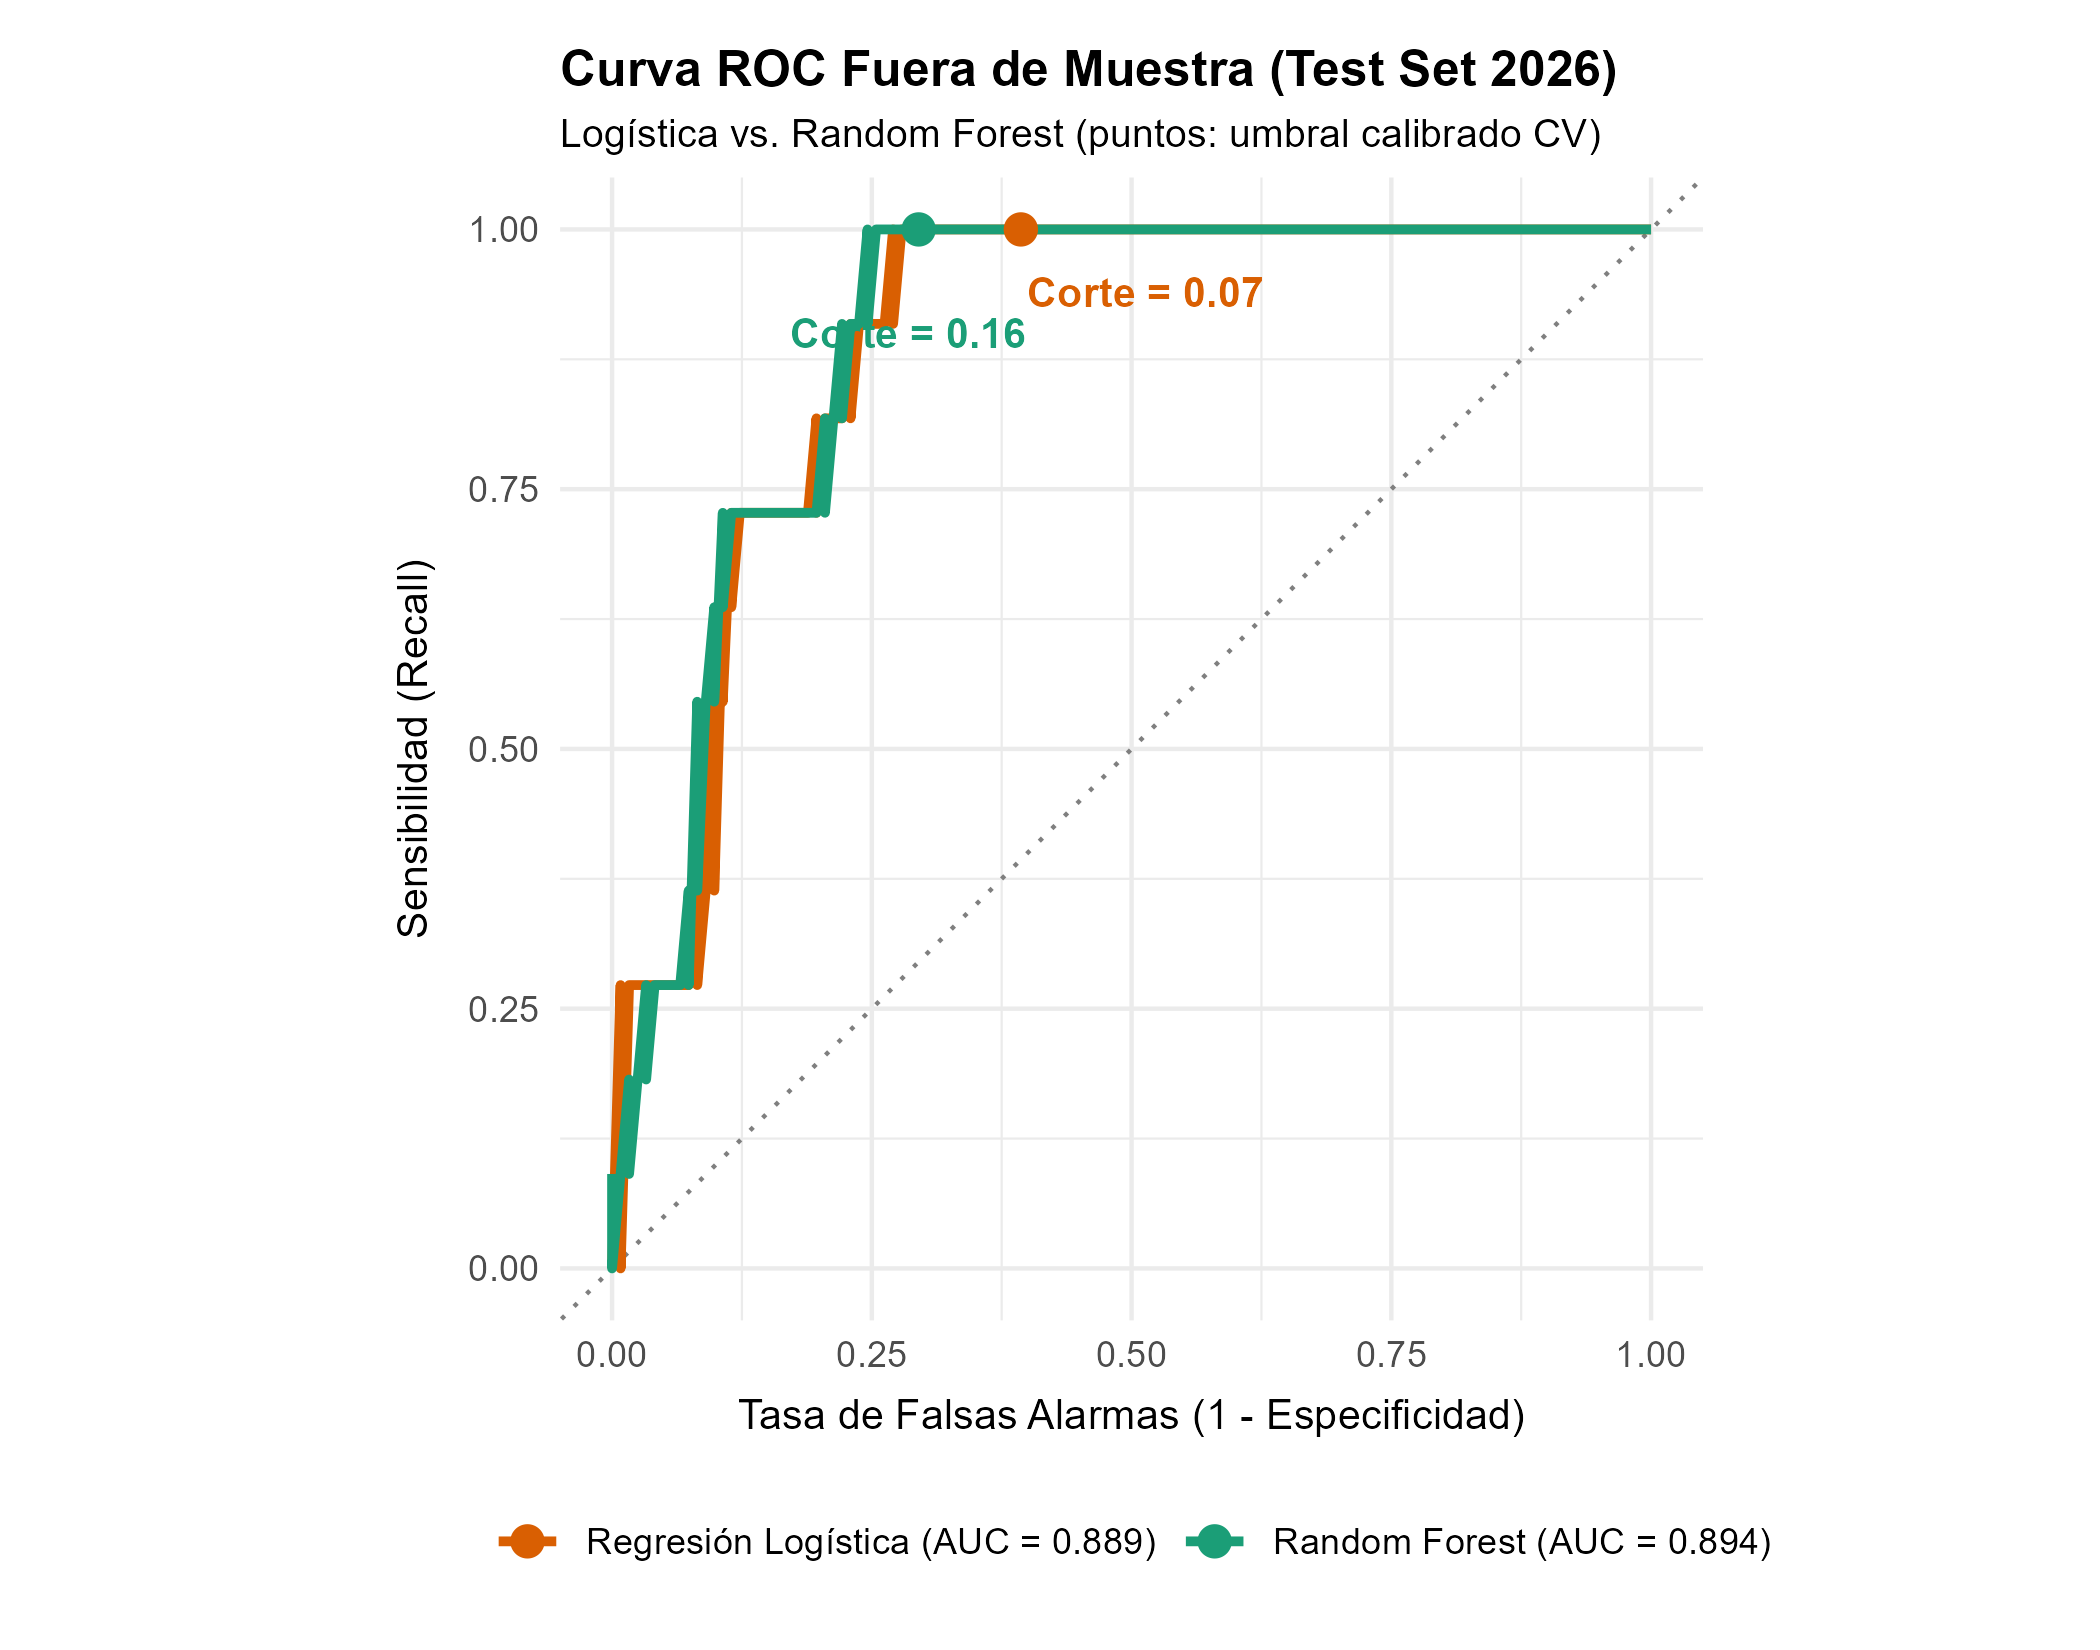 Curva ROC Fuera de Muestra (Test Set 2026)
Logística vs. Random Forest (puntos: umbral calibrado CV)
1.00
0.75
0.50
0.25
0.00
Sensibilidad (Recall)
Corte = 0.07
Corte = 0.16
0.00 0.25 0.50 0.75 1.00
Tasa de Falsas Alarmas (1 - Especificidad)
Regresión Logística (AUC = 0.889) Random Forest (AUC = 0.894)